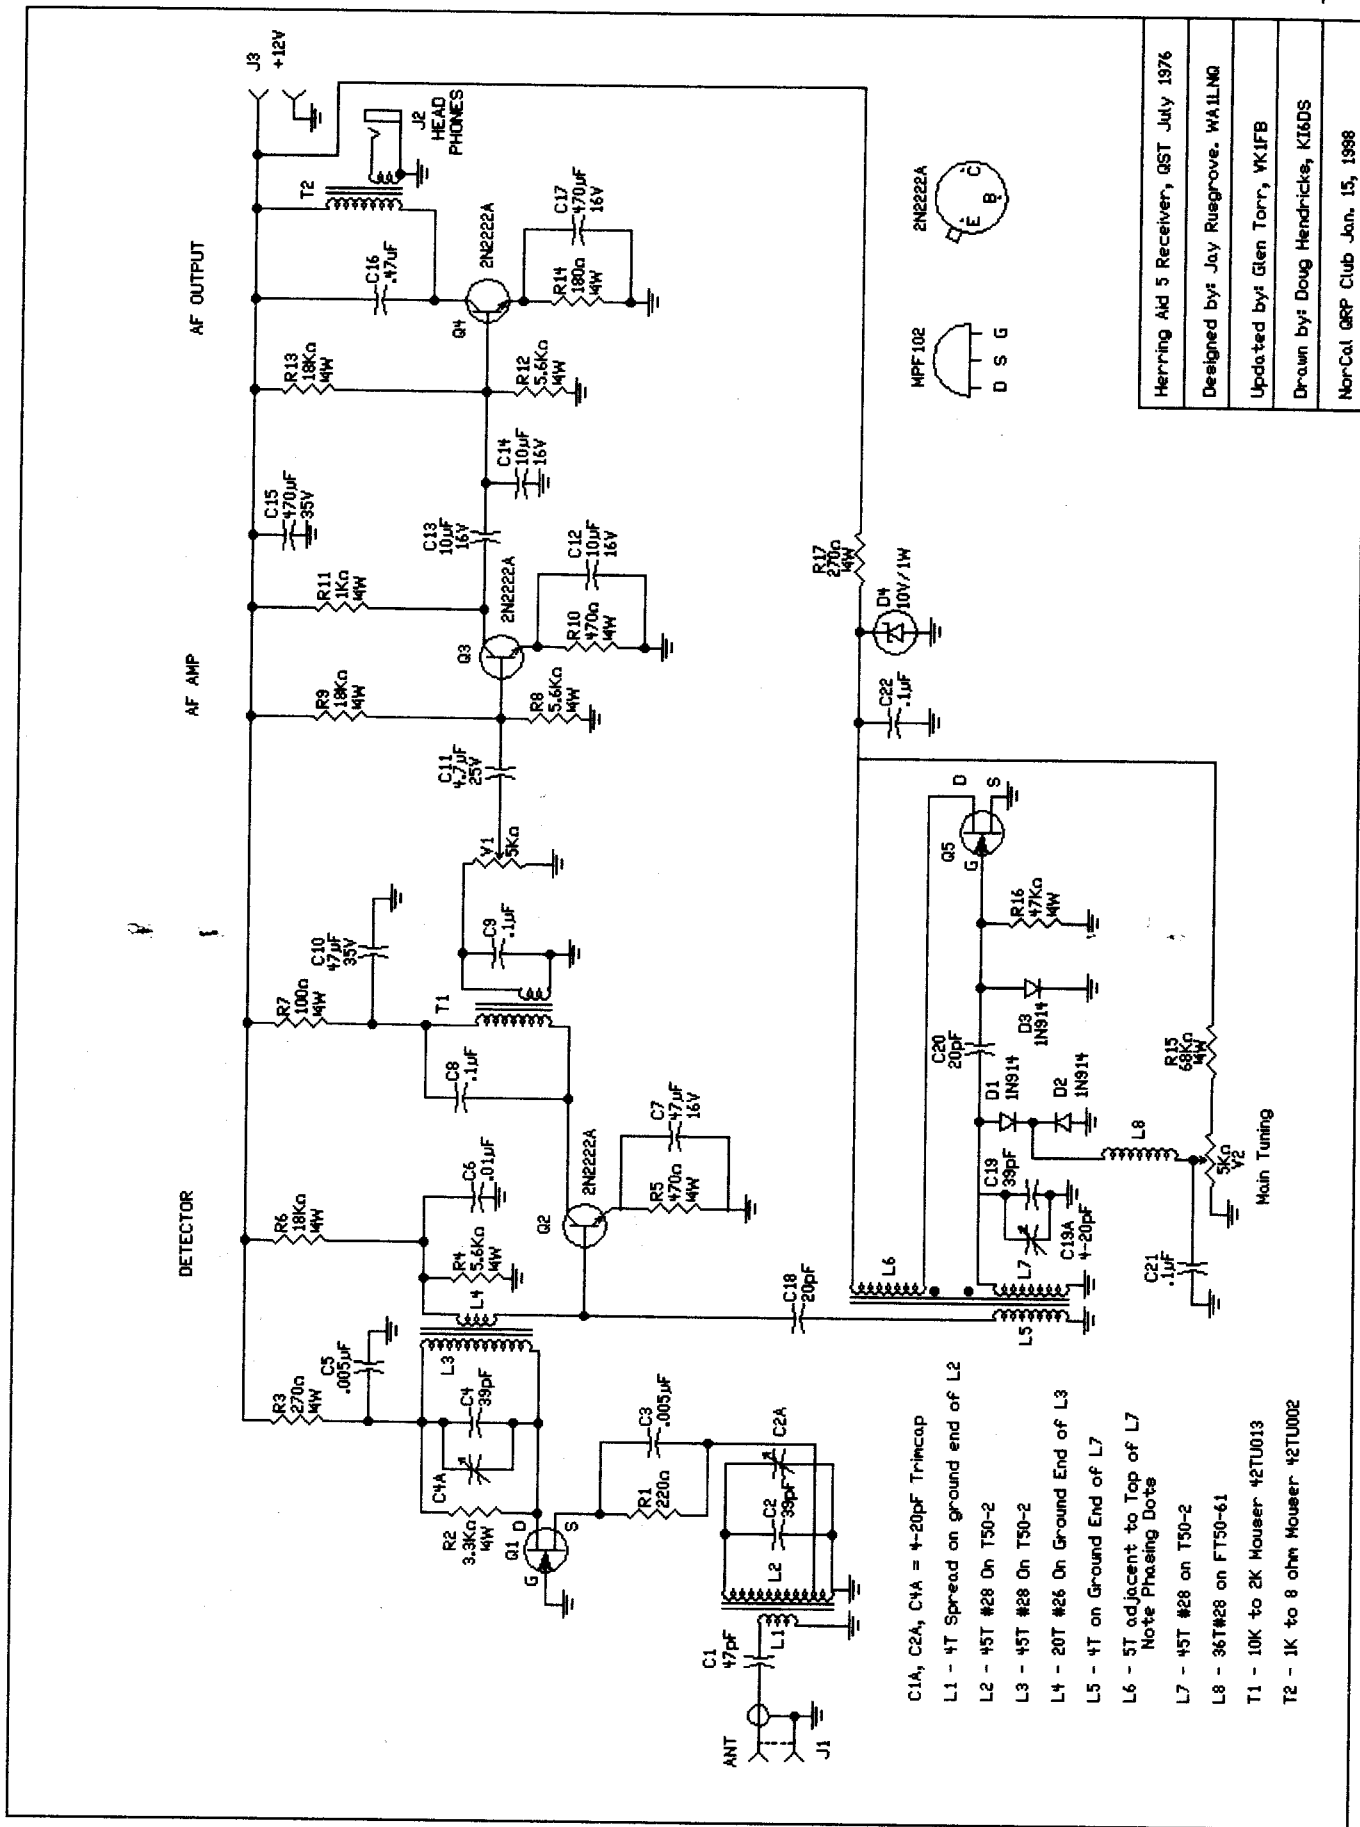 DETECTOR
AF AMP
AF OUTPUT
J3
+12V
R3
270Ω
¼W
C5
.005µF
R6
18KΩ
¼W
R7
100Ω
¼W
C10
47µF
35V
R9
18KΩ
¼W
R11
1KΩ
¼W
C15
470µF
35V
R13
18KΩ
¼W
C16
.47uF
T2
J2
HEAD
PHONES
C4A
C4
39pF
L3
L4
R4
5.6KΩ
¼W
C6
.01µF
C8
.1µF
T1
C9
.1µF
V1
5KΩ
C11
4.7µF
25V
R8
5.6KΩ
¼W
Q3
2N2222A
C13
10µF
16V
C14
10µF
16V
R12
5.6KΩ
¼W
Q4
2N2222A
R2
3.3KΩ
¼W
Q1
D
G
S
R1
220Ω
C3
.005µF
Q2
2N2222A
R5
470Ω
¼W
C7
47µF
16V
R10
470Ω
¼W
C12
10µF
16V
R14
180Ω
¼W
C17
470µF
16V
ANT
J1
C1
47pF
L1
L2
C2
39pF
C2A
C18
20pF
L6
L5
L7
C19A
4-20pF
C19
39pF
D1
1N914
D2
1N914
C20
20pF
D3
1N914
R16
47KΩ
¼W
Q5
G
D
S
C22
.1µF
D4
10V/1W
R17
270Ω
¼W
L8
C21
.1µF
5KΩ
V2
R15
68KΩ
¼W
Main Tuning
MPF102
D S G
2N2222A
E
B
C
C1A, C2A, C4A = 4-20pF Trimcap
L1 - 4T Spread on ground end of L2
L2 - 45T #28 On T50-2
L3 - 45T #28 On T50-2
L4 - 20T #26 On Ground End of L3
L5 - 4T on Ground End of L7
L6 - 5T adjacent to Top of L7
Note Phasing Dots
L7 - 45T #28 on T50-2
L8 - 36T#28 on FT50-61
T1 - 10K to 2K Mouser 42TU013
T2 - 1K to 8 ohm Mouser 42TU002
Herring Aid 5 Receiver, QST July 1976
Designed by: Jay Rusgrove. WA1LNQ
Updated by: Glen Torr, VK1FB
Drawn by: Doug Hendricks, KI6DS
NorCal QRP Club Jan. 15, 1998